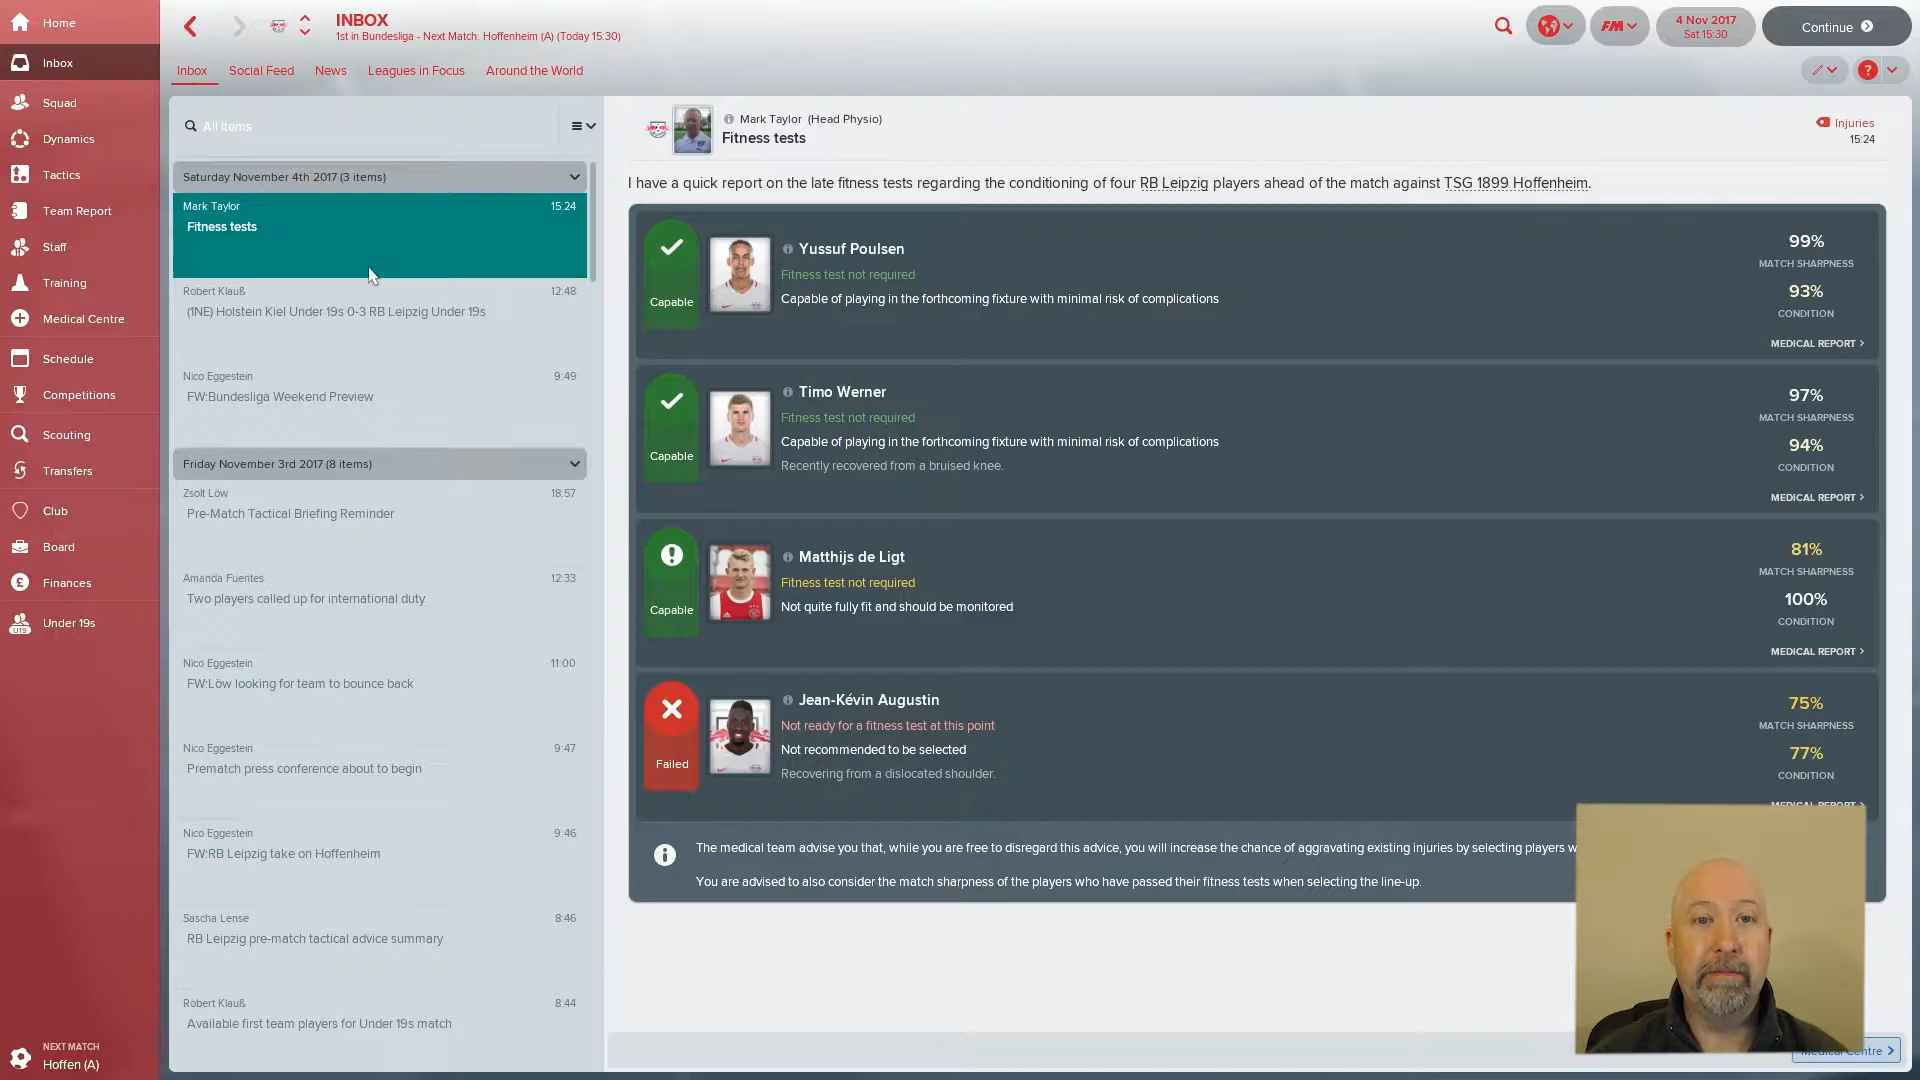 Home
Inbox
Squad
Dynamics
Tactics
Team Report
Staff
Training
Medical Centre
Schedule
Competitions
Scouting
Transfers
Club
Board
Finances
U19
Under 19s
NEXT MATCH
Hoffen (A)
INBOX
1st in Bundesliga - Next Match: Hoffenheim (A) (Today 15:30)
FM
4 Nov 2017
Sat 15:30
Continue
Inbox Social Feed News Leagues in Focus Around the World
?
All Items
Saturday November 4th 2017 (3 items)
Mark Taylor 15:24
Fitness tests
Robert Klauß 12:48
(1NE) Holstein Kiel Under 19s 0-3 RB Leipzig Under 19s
Nico Eggestein 9:49
FW:Bundesliga Weekend Preview
Friday November 3rd 2017 (8 items)
Zsolt Löw 18:57
Pre-Match Tactical Briefing Reminder
Amanda Fuentes 12:33
Two players called up for international duty
Nico Eggestein 11:00
FW:Löw looking for team to bounce back
Nico Eggestein 9:47
Prematch press conference about to begin
Nico Eggestein 9:46
FW:RB Leipzig take on Hoffenheim
Sascha Lense 8:46
RB Leipzig pre-match tactical advice summary
Robert Klauß 8:44
Available first team players for Under 19s match
Mark Taylor (Head Physio)
Fitness tests
Injuries
15:24
I have a quick report on the late fitness tests regarding the conditioning of four RB Leipzig players ahead of the match against TSG 1899 Hoffenheim.
Capable
Yussuf Poulsen
Fitness test not required
Capable of playing in the forthcoming fixture with minimal risk of complications
99%
MATCH SHARPNESS
93%
CONDITION
MEDICAL REPORT >
Capable
Timo Werner
Fitness test not required
Capable of playing in the forthcoming fixture with minimal risk of complications
Recently recovered from a bruised knee.
97%
MATCH SHARPNESS
94%
CONDITION
MEDICAL REPORT >
Capable
Matthijs de Ligt
Fitness test not required
Not quite fully fit and should be monitored
81%
MATCH SHARPNESS
100%
CONDITION
MEDICAL REPORT >
Failed
Jean-Kévin Augustin
Not ready for a fitness test at this point
Not recommended to be selected
Recovering from a dislocated shoulder.
75%
MATCH SHARPNESS
77%
CONDITION
MEDICAL REPORT >
The medical team advise you that, while you are free to disregard this advice, you will increase the chance of aggravating existing injuries by selecting players
You are advised to also consider the match sharpness of the players who have passed their fitness tests when selecting the line-up.
Medical Centre >